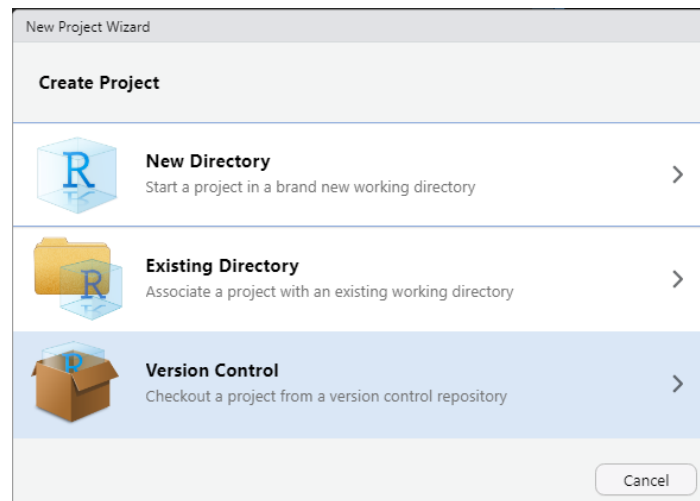 New Project Wizard
Create Project
R
New Directory
Start a project in a brand new working directory
R
Existing Directory
Associate a project with an existing working directory
R
Version Control
Checkout a project from a version control repository
Cancel